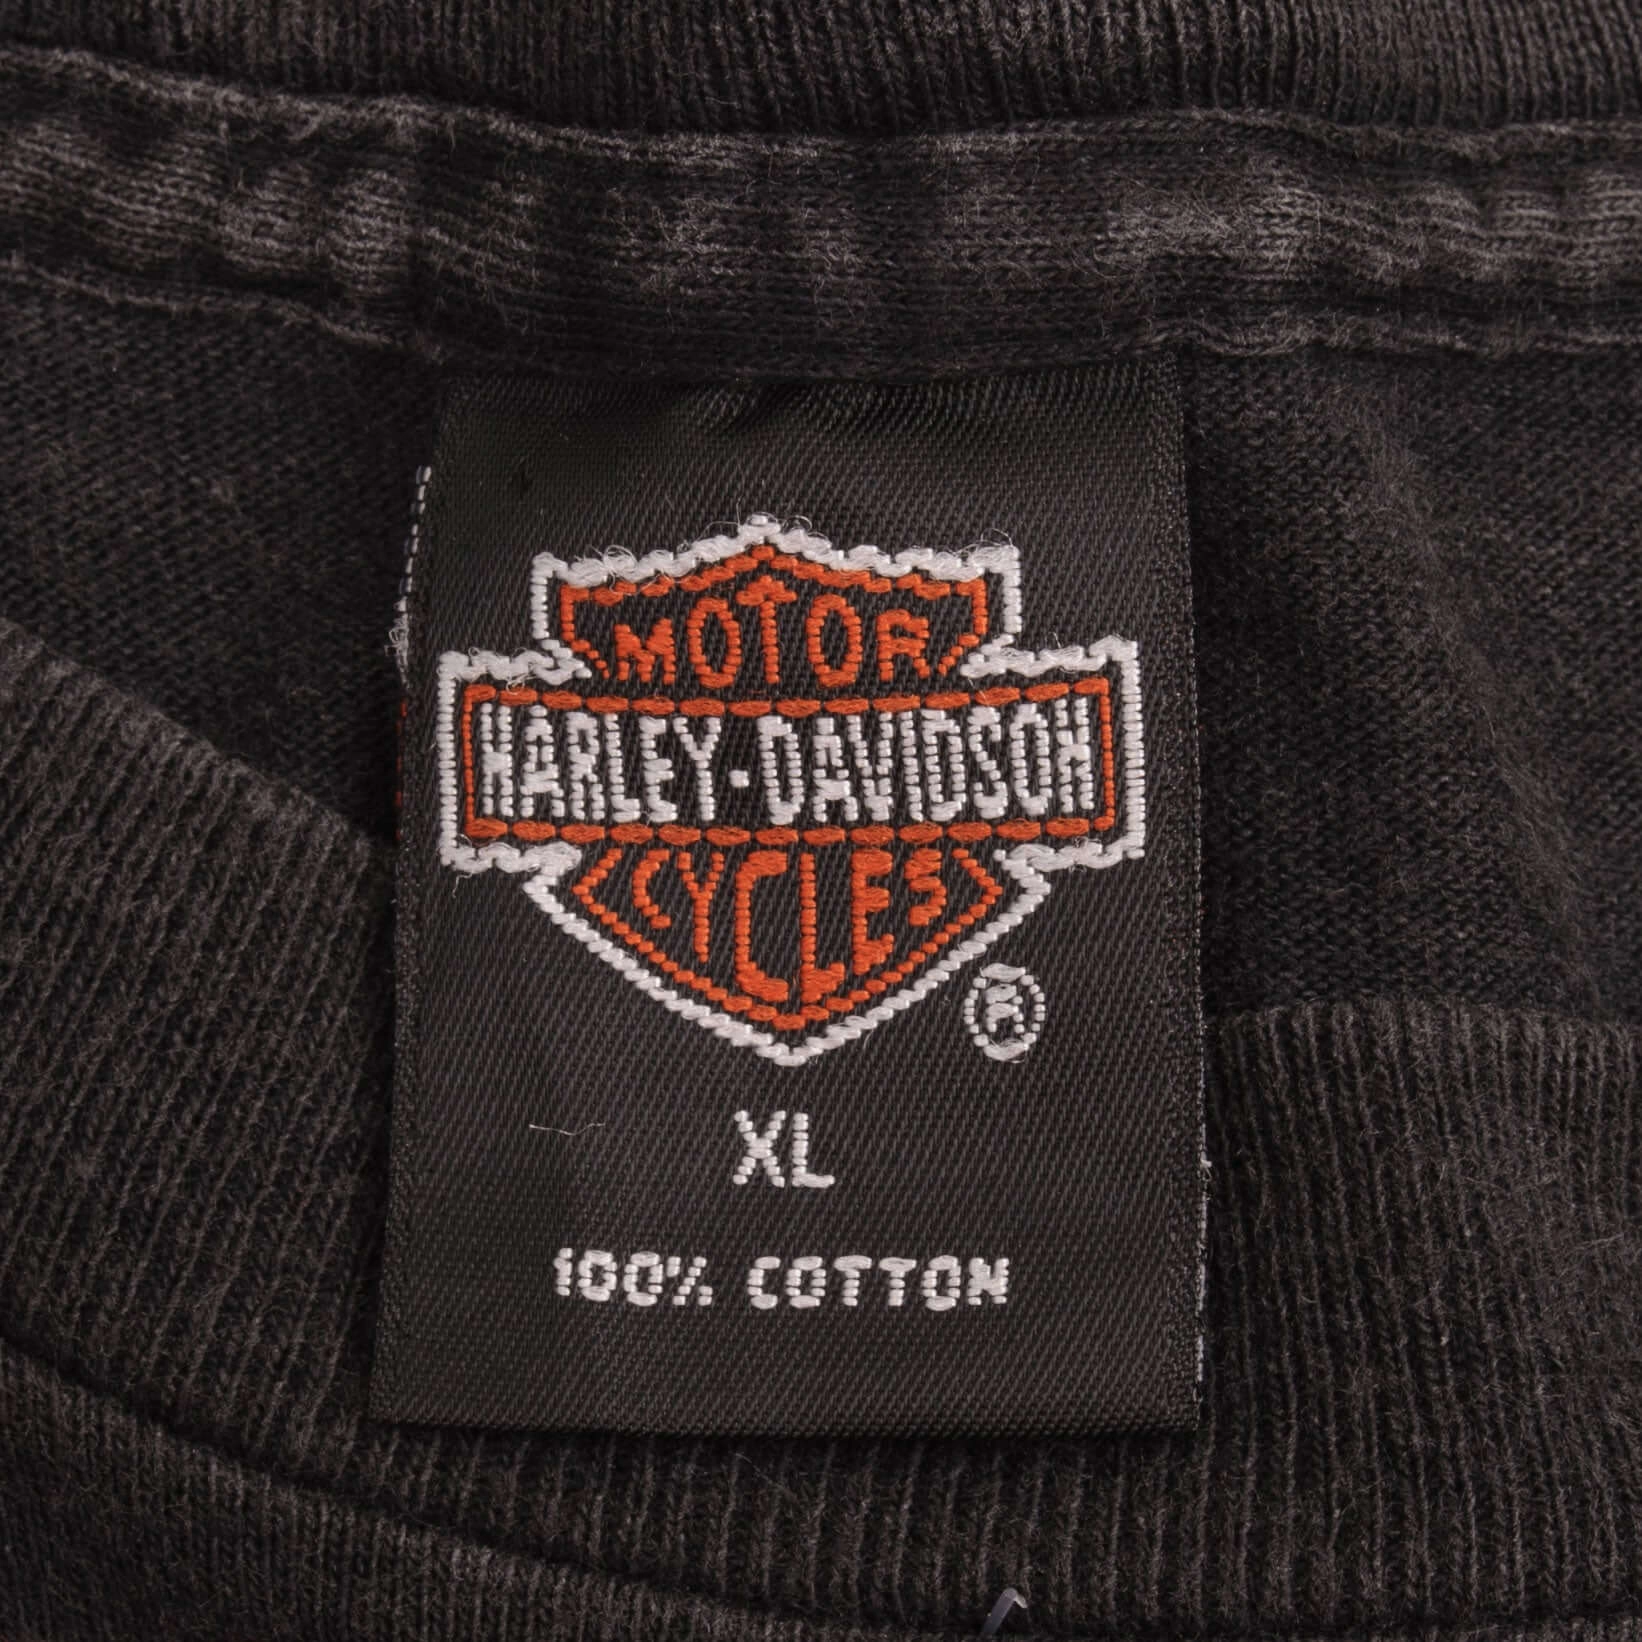 MOTOR
HARLEY-DAVIDSON
CYCLES
®
XL
100% COTTON